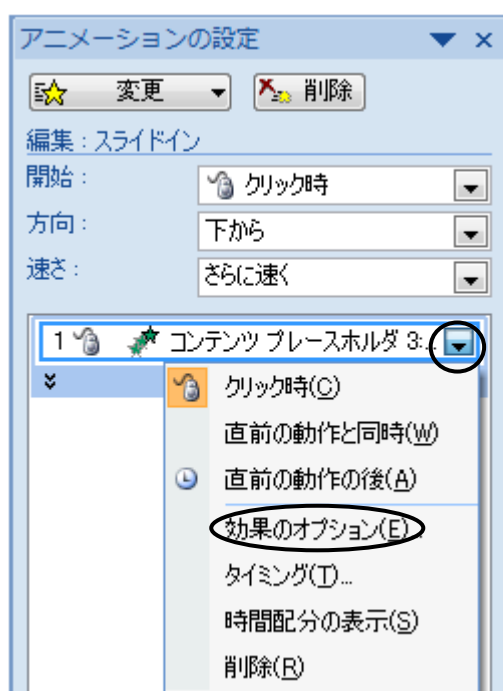 アニメーションの設定
変更 削除
編集 : スライドイン
開始 : クリック時
方向 : 下から
速さ : さらに速く
1 コンテンツ プレースホルダ 3:...
クリック時(C)
直前の動作と同時(W)
直前の動作の後(A)
効果のオプション(E)
タイミング(T)...
時間配分の表示(S)
削除(R)